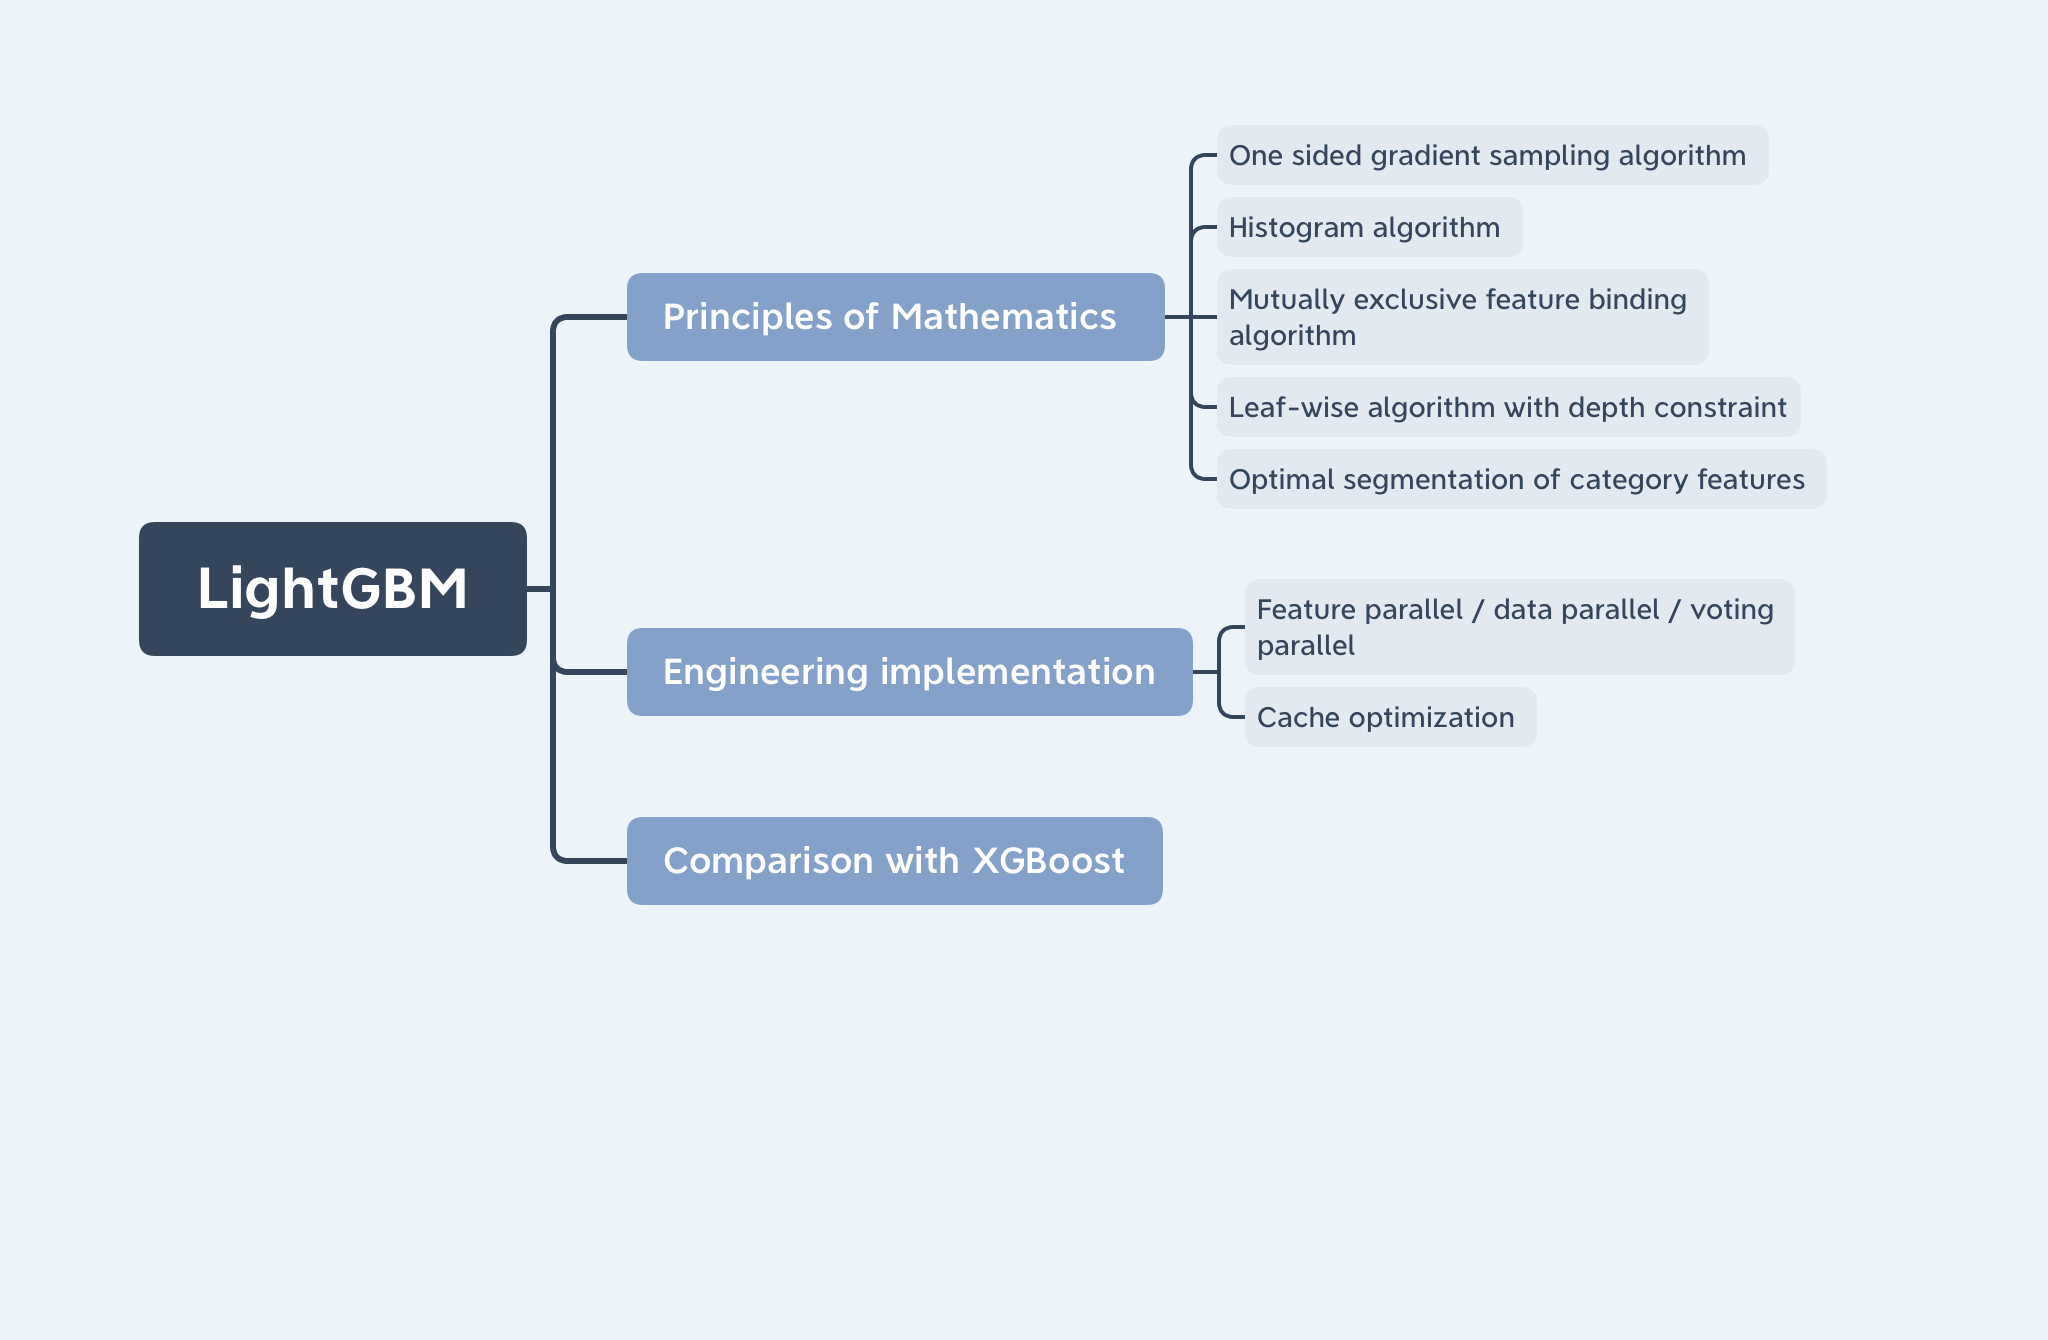 LightGBM
Principles of Mathematics
One sided gradient sampling algorithm
Histogram algorithm
Mutually exclusive feature binding
algorithm
Leaf-wise algorithm with depth constraint
Optimal segmentation of category features
Engineering implementation
Feature parallel / data parallel / voting
parallel
Cache optimization
Comparison with XGBoost